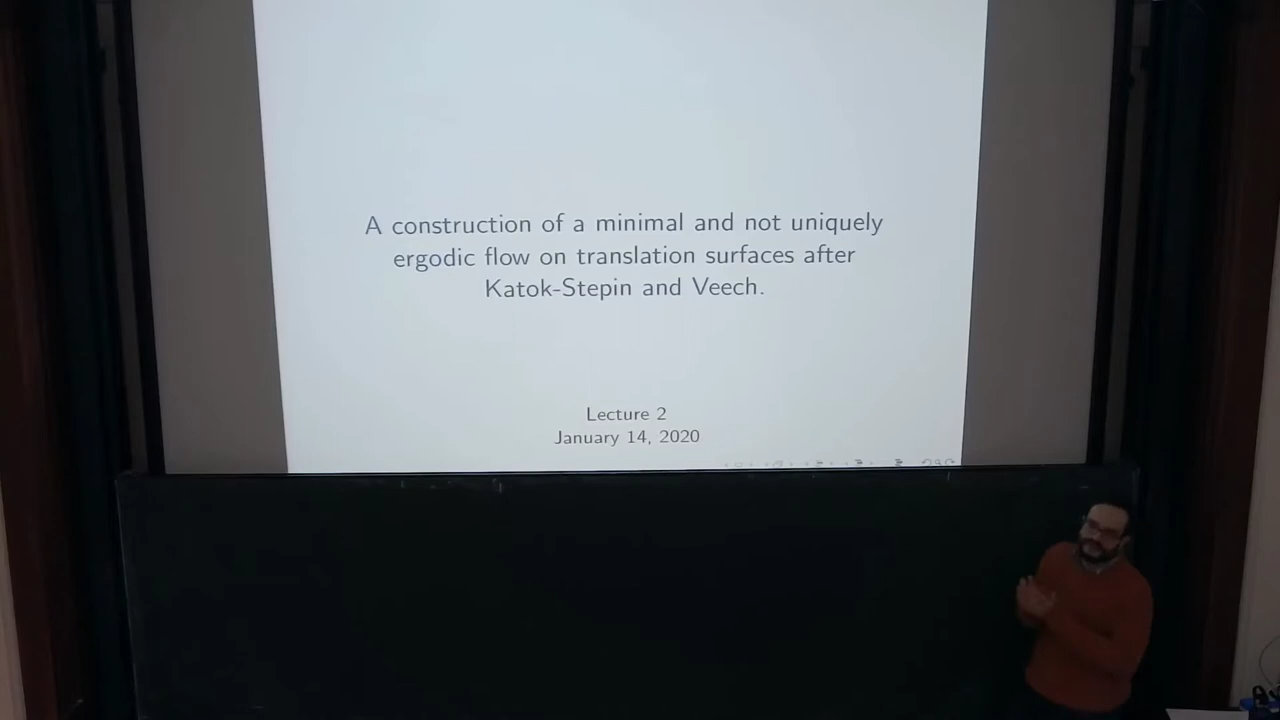 A construction of a minimal and not uniquely
ergodic flow on translation surfaces after
Katok-Stepin and Veech.
Lecture 2
January 14, 2020